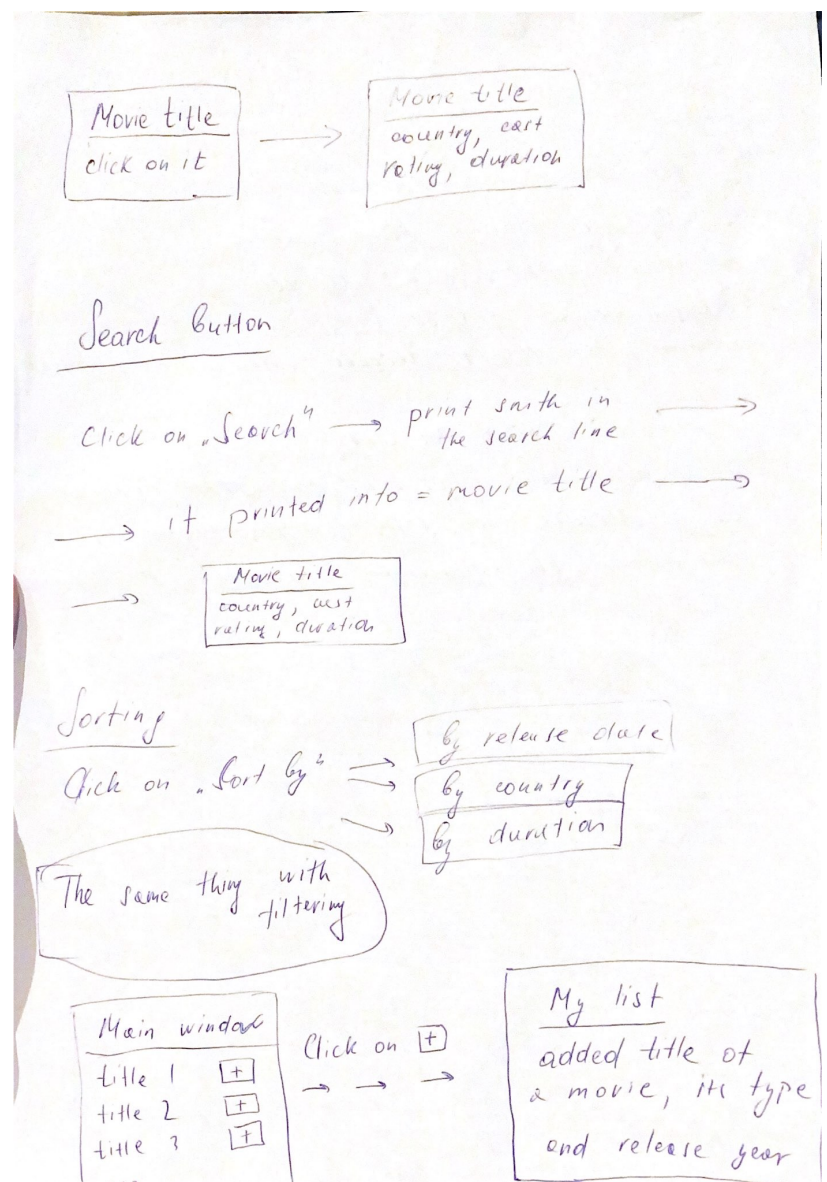 Movie title
click on it
Movie title
country, cast
rating, duration
Search button
Click on „Search" → print smth in
the search line
it printed into = movie title
Movie title
country, cast
rating, duration
Sorting
Click on „Sort by"
by release date
by country
by duration
The same thing with
filtering
Main window
title 1 +
title 2 +
title 3 +
Click on +
My list
added title of
a movie, its type
and release year